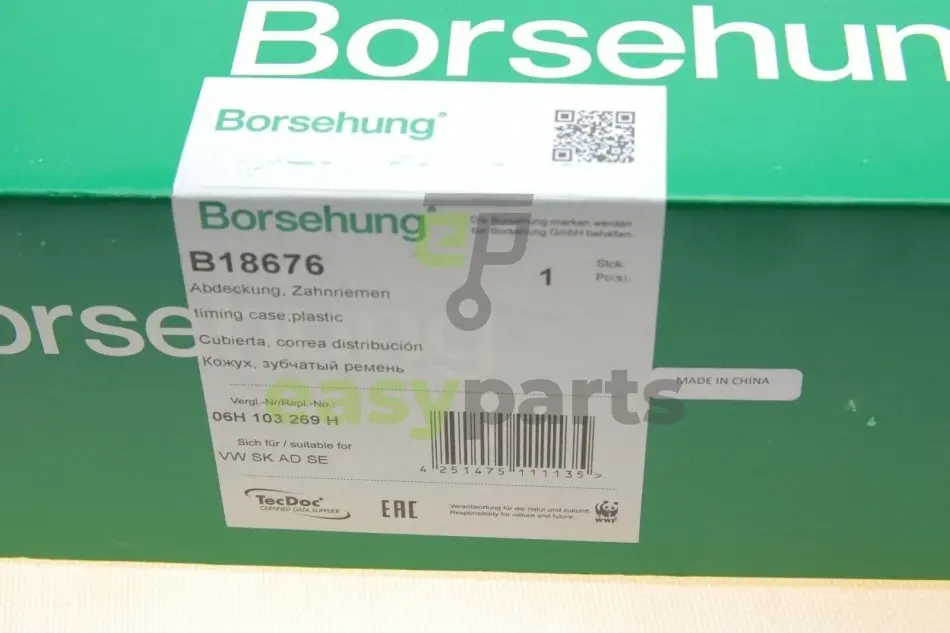 Borsehun
Borsehung
Borsehung
Die Borsehung-marken werden
bei Borsehung GmbH behalten.
B18676
1
Stck.
Pc(s).
Abdeckung, Zahnriemen
timing case;plastic
Cubierta, correa distribución
Кожух, зубчатый ремень
orse
easyparts
MADE IN CHINA
Vergl.-Nr/Repl.-No.:
06H 103 269 H
Sich für / suitable for
VW SK AD SE
4 251475 111135 >
TecDoc
CERTIFIED DATA SUPPLIER
EAC
Verantwortung für die natur und zukunft.
Responsibility for nature and future.
WWF